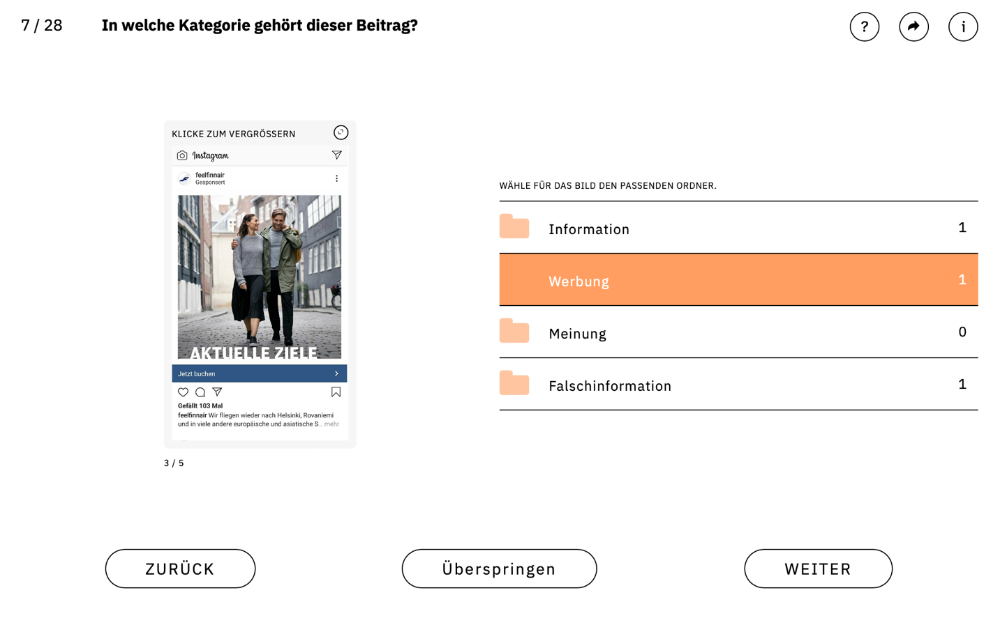 7 / 28
In welche Kategorie gehört dieser Beitrag?
?
i
KLICKE ZUM VERGRÖSSERN
Instagram
feelfinnair
Gesponsert
AKTUELLE ZIELE
Jetzt buchen
Gefällt 103 Mal
feelfinnair Wir fliegen wieder nach Helsinki, Rovaniemi
und in viele andere europäische und asiatische S... mehr
3 / 5
WÄHLE FÜR DAS BILD DEN PASSENDEN ORDNER.
Information 1
Werbung 1
Meinung 0
Falschinformation 1
ZURÜCK
Überspringen
WEITER